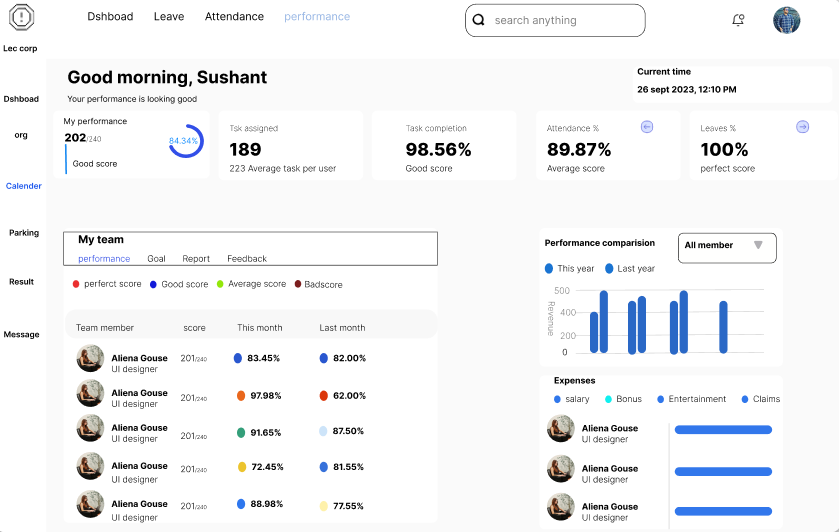 Dshboad Leave Attendance performance
search anything
Lec corp
Dshboad
org
Calender
Parking
Result
Message
Good morning, Sushant
Your performance is looking good
Current time
26 sept 2023, 12:10 PM
My performance
202/240
84.34%
Good score
Tsk assigned
189
223 Average task per user
Task completion
98.56%
Good score
Attendance %
89.87%
Average score
Leaves %
100%
perfect score
My team
performance Goal Report Feedback
perferct score Good score Average score Badscore
Team member score This month Last month
Aliena Gouse 201/240 83.45% 82.00%
UI designer
Aliena Gouse 201/240 97.98% 62.00%
UI designer
Aliena Gouse 201/240 91.65% 87.50%
UI designer
Aliena Gouse 201/240 72.45% 81.55%
UI designer
Aliena Gouse 201/240 88.98% 77.55%
UI designer
Performance comparision
All member
This year Last year
Revenue
500
400
200
0
Expenses
salary Bonus Entertainment Claims
Aliena Gouse
UI designer
Aliena Gouse
UI designer
Aliena Gouse
UI designer